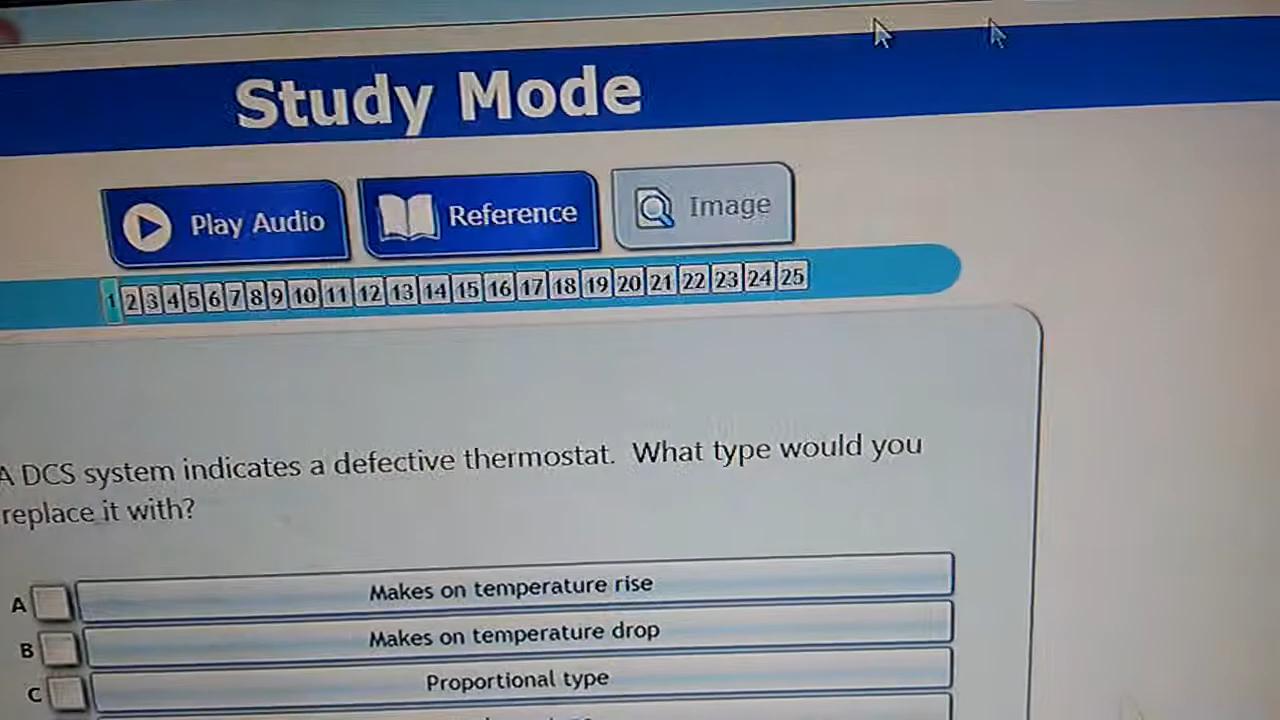 Study Mode
Play Audio
Reference
Image
1 2 3 4 5 6 7 8 9 10 11 12 13 14 15 16 17 18 19 20 21 22 23 24 25
A DCS system indicates a defective thermostat. What type would you
replace it with?
A Makes on temperature rise
B Makes on temperature drop
C Proportional type